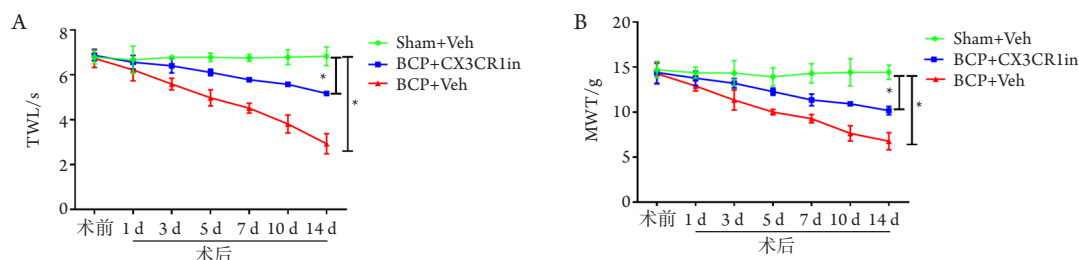 A
8
6
4
2
0
TWL/s
Sham+Veh
BCP+CX3CR1in
BCP+Veh
*
*
术前 1 d 3 d 5 d 7 d 10 d 14 d
术后
B
20
15
10
5
0
MWT/g
Sham+Veh
BCP+CX3CR1in
BCP+Veh
*
*
术前 1 d 3 d 5 d 7 d 10 d 14 d
术后